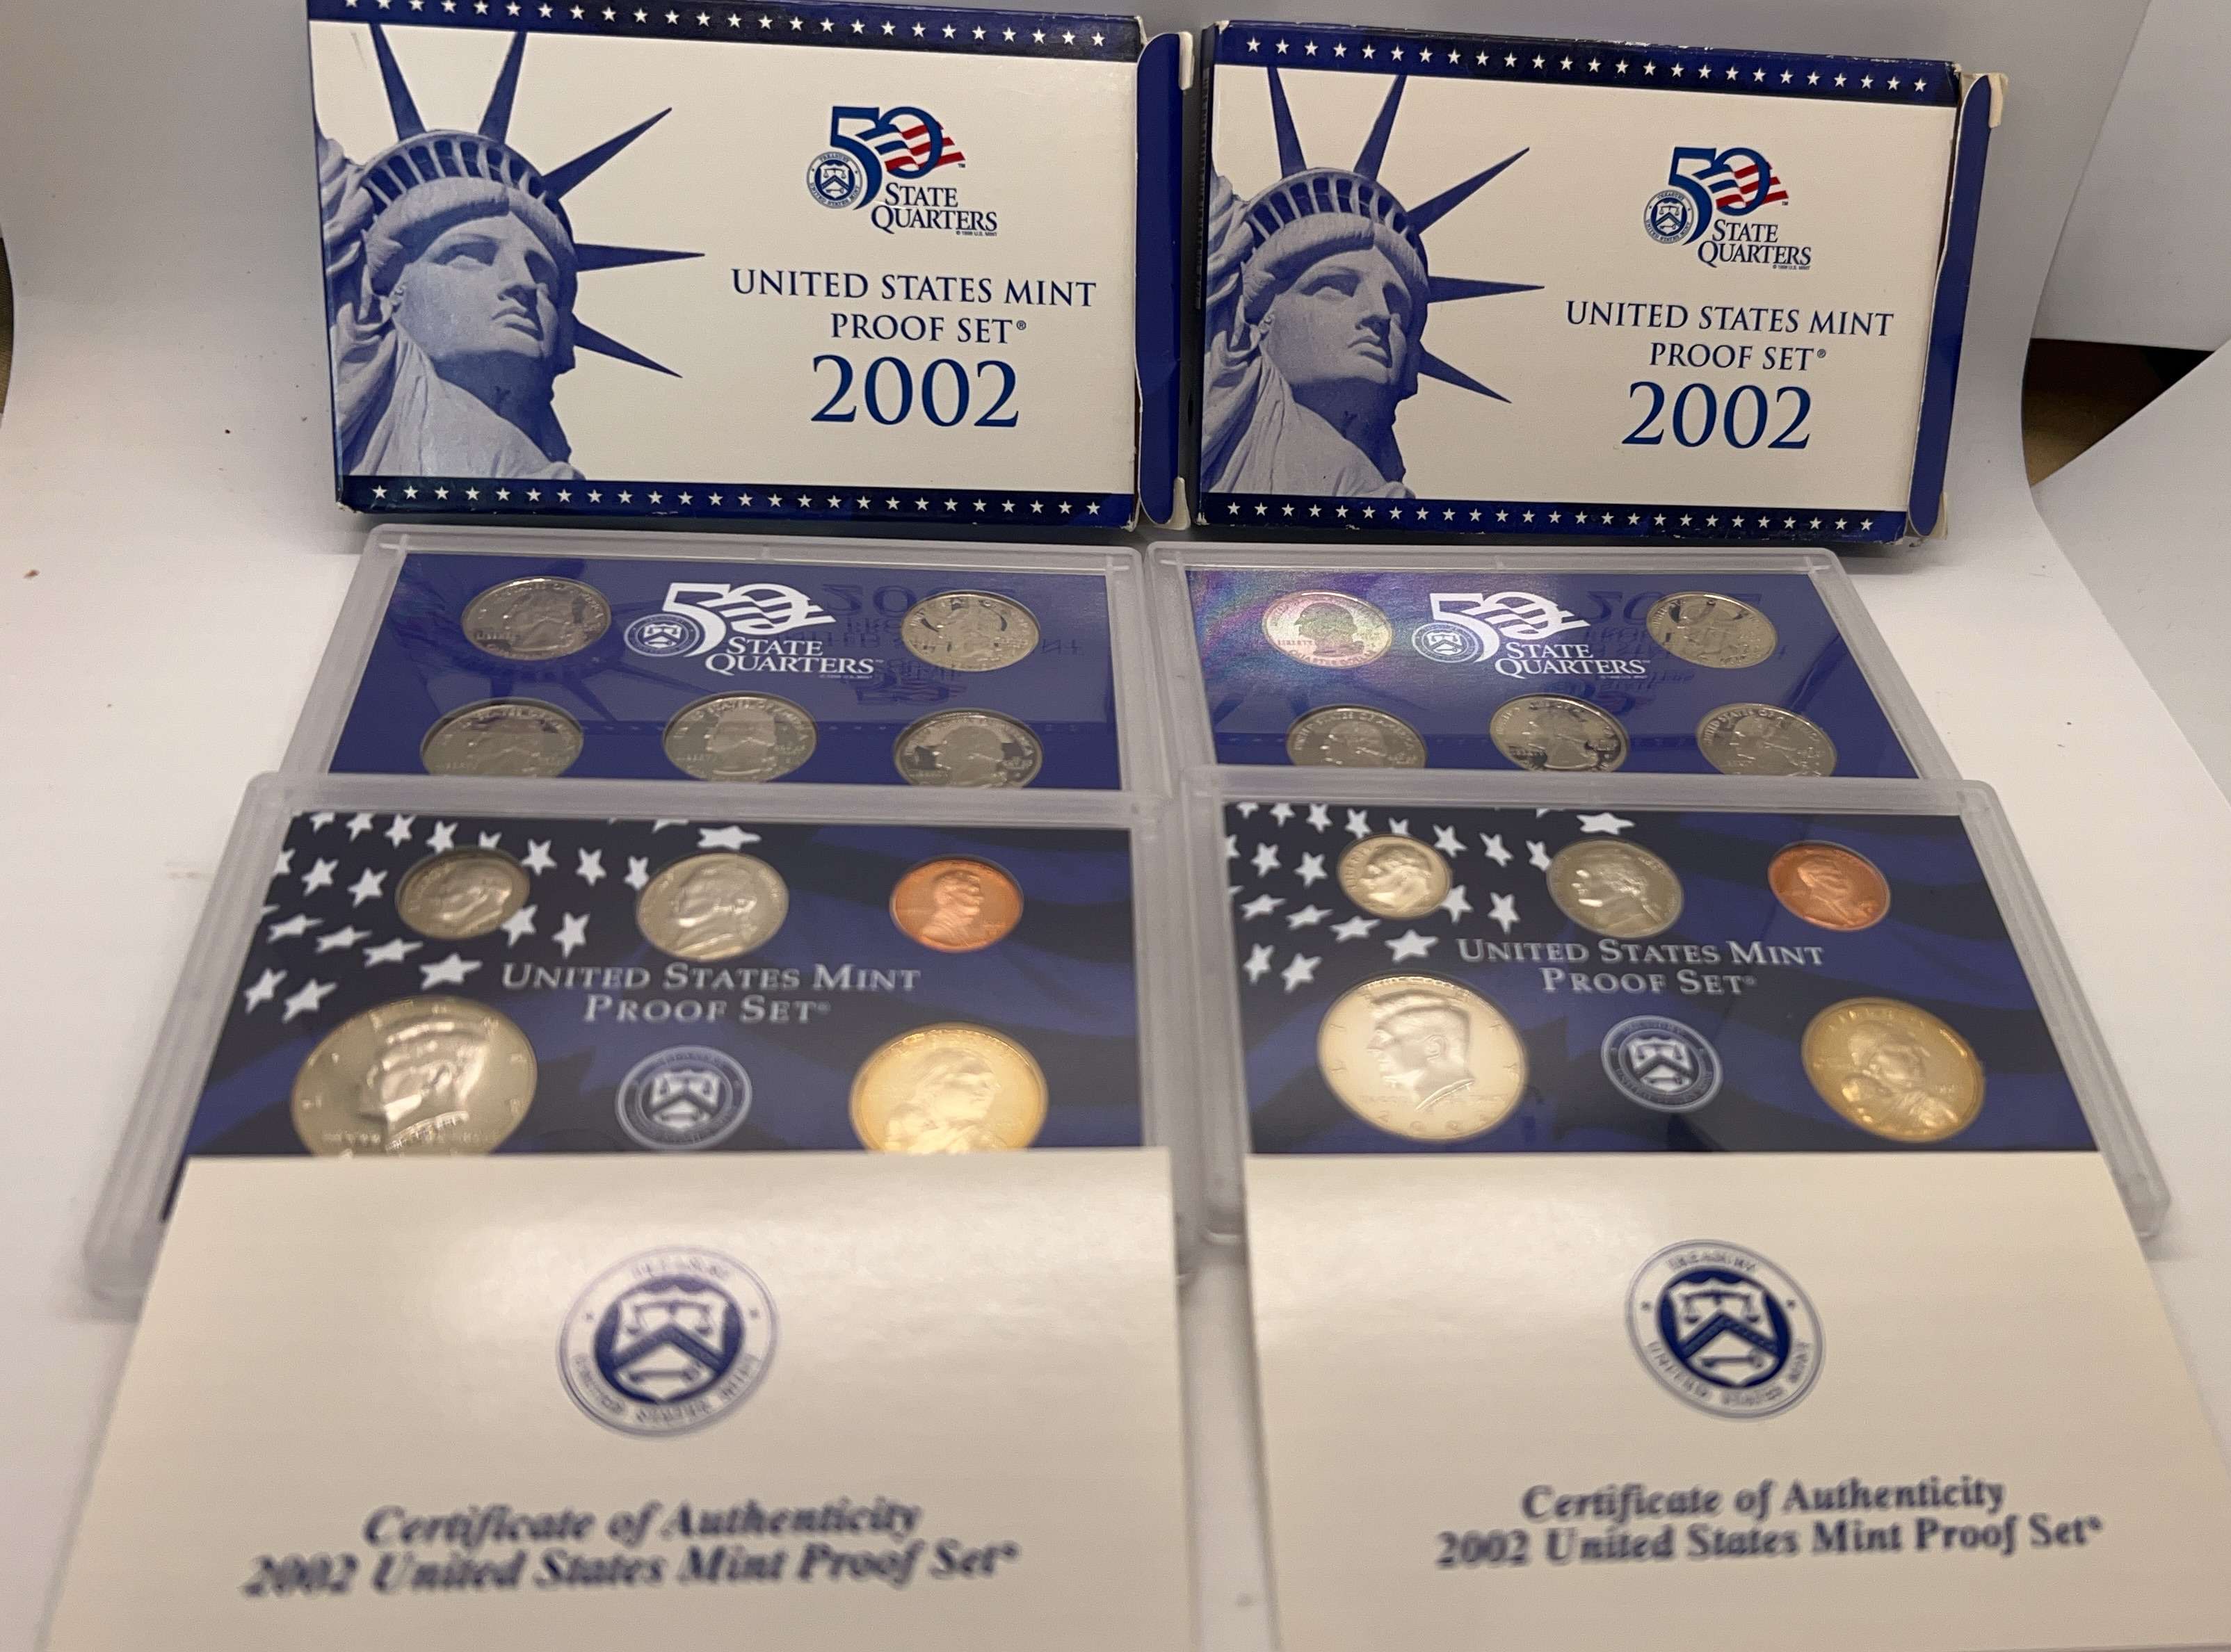 50
STATE
QUARTERS
UNITED STATES MINT
PROOF SET®
2002
50
STATE
QUARTERS
UNITED STATES MINT
PROOF SET®
2002
50
STATE
QUARTERS
50
STATE
QUARTERS
UNITED STATES MINT
PROOF SET®
UNITED STATES MINT
PROOF SET®
Certificate of Authenticity
2002 United States Mint Proof Set®
Certificate of Authenticity
2002 United States Mint Proof Set®